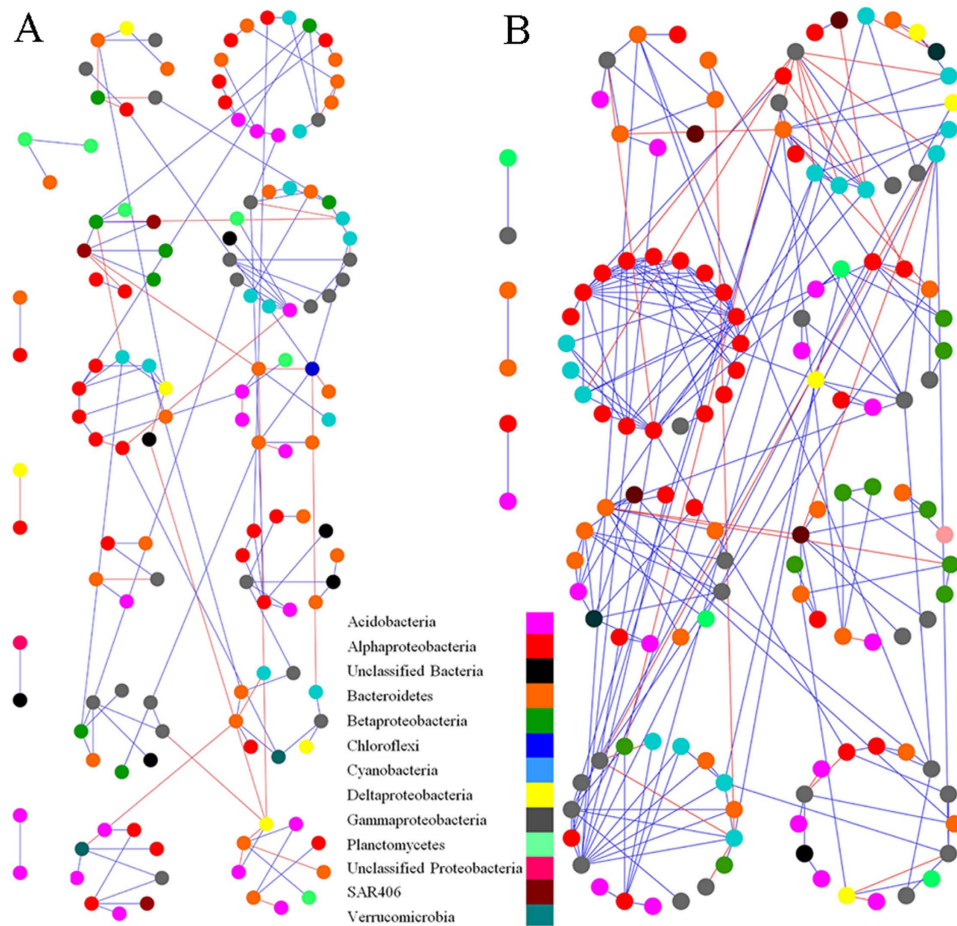 A
B
Acidobacteria
Alphaproteobacteria
Unclassified Bacteria
Bacteroidetes
Betaproteobacteria
Chloroflexi
Cyanobacteria
Deltaproteobacteria
Gammaproteobacteria
Planctomycetes
Unclassified Proteobacteria
SAR406
Verrucomicrobia